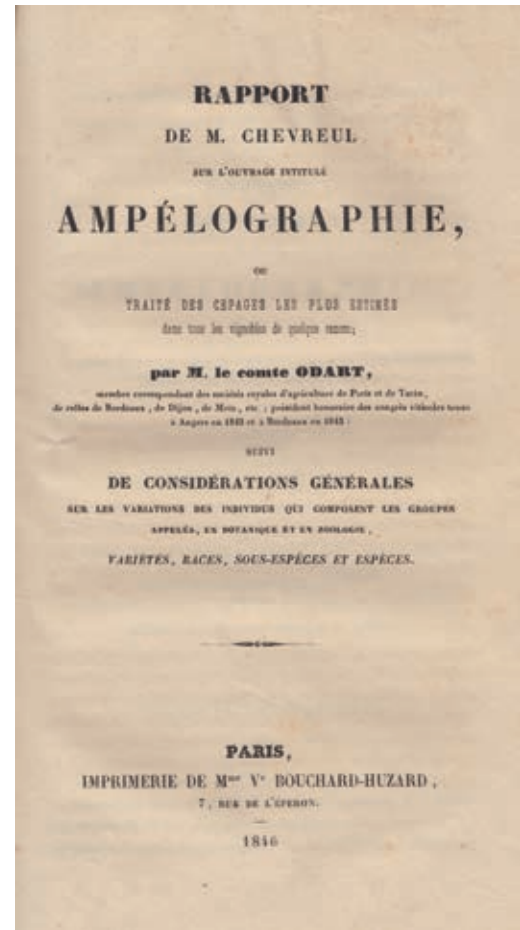 RAPPORT
DE M. CHEVREUL
SUR L'OUVRAGE INTITULÉ
AMPÉLOGRAPHIE,
OU
TRAITÉ DES CEPAGES LES PLUS ESTIMÉS
dans tous les vignobles de quelque renom;
par M. le comte ODART,
membre correspondant des sociétés royales d'agriculture de Paris et de Turin,
de celles de Bordeaux, de Dijon, de Metz, etc.; président honoraire des congrès viticoles tenus
à Angers en 1842 et à Bordeaux en 1843;
SUIVI
DE CONSIDÉRATIONS GÉNÉRALES
SUR LES VARIATIONS DES INDIVIDUS QUI COMPOSENT LES GROUPES
APPELÉS, EN BOTANIQUE ET EN ZOOLOGIE,
VARIÉTÉS, RACES, SOUS-ESPÈCES ET ESPÈCES.
PARIS,
IMPRIMERIE DE Mme Ve BOUCHARD-HUZARD,
7, RUE DE L'ÉPERON.
1846